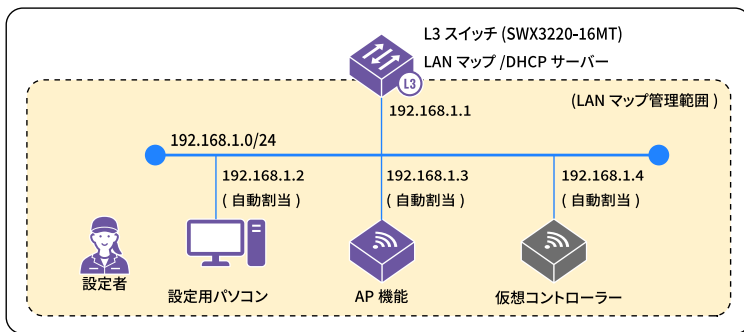 L3 スイッチ (SWX3220-16MT)
LAN マップ /DHCP サーバー
L3
192.168.1.1
(LAN マップ管理範囲 )
192.168.1.0/24
192.168.1.2
( 自動割当 )
192.168.1.3
( 自動割当 )
192.168.1.4
( 自動割当 )
設定者
設定用パソコン
AP 機能
仮想コントローラー